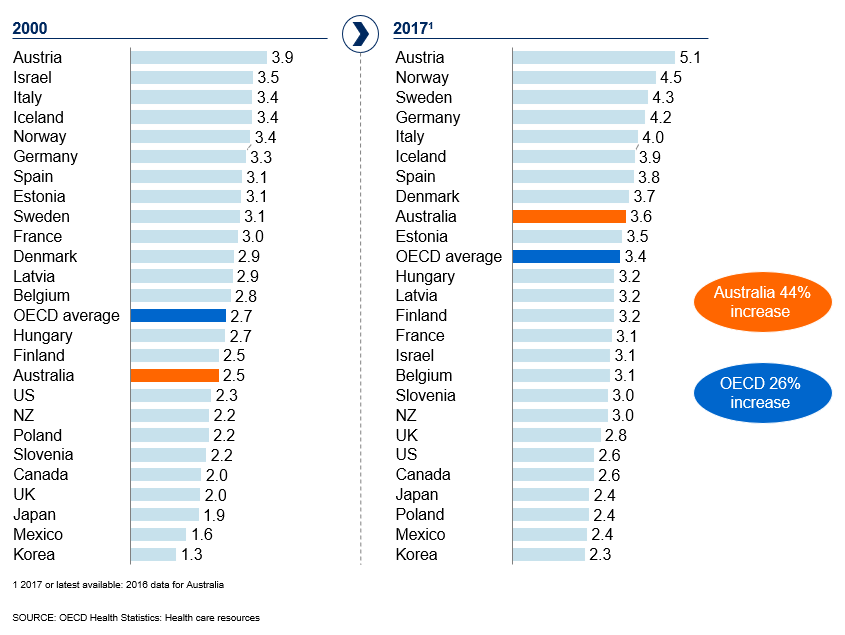 2000
Austria 3.9
Israel 3.5
Italy 3.4
Iceland 3.4
Norway 3.4
Germany 3.3
Spain 3.1
Estonia 3.1
Sweden 3.1
France 3.0
Denmark 2.9
Latvia 2.9
Belgium 2.8
OECD average 2.7
Hungary 2.7
Finland 2.5
Australia 2.5
US 2.3
NZ 2.2
Poland 2.2
Slovenia 2.2
Canada 2.0
UK 2.0
Japan 1.9
Mexico 1.6
Korea 1.3
2017¹
Austria 5.1
Norway 4.5
Sweden 4.3
Germany 4.2
Italy 4.0
Iceland 3.9
Spain 3.8
Denmark 3.7
Australia 3.6
Estonia 3.5
OECD average 3.4
Hungary 3.2
Latvia 3.2
Finland 3.2
France 3.1
Israel 3.1
Belgium 3.1
Slovenia 3.0
NZ 3.0
UK 2.8
US 2.6
Canada 2.6
Japan 2.4
Poland 2.4
Mexico 2.4
Korea 2.3
Australia 44%
increase
OECD 26%
increase
1 2017 or latest available: 2016 data for Australia
SOURCE: OECD Health Statistics: Health care resources